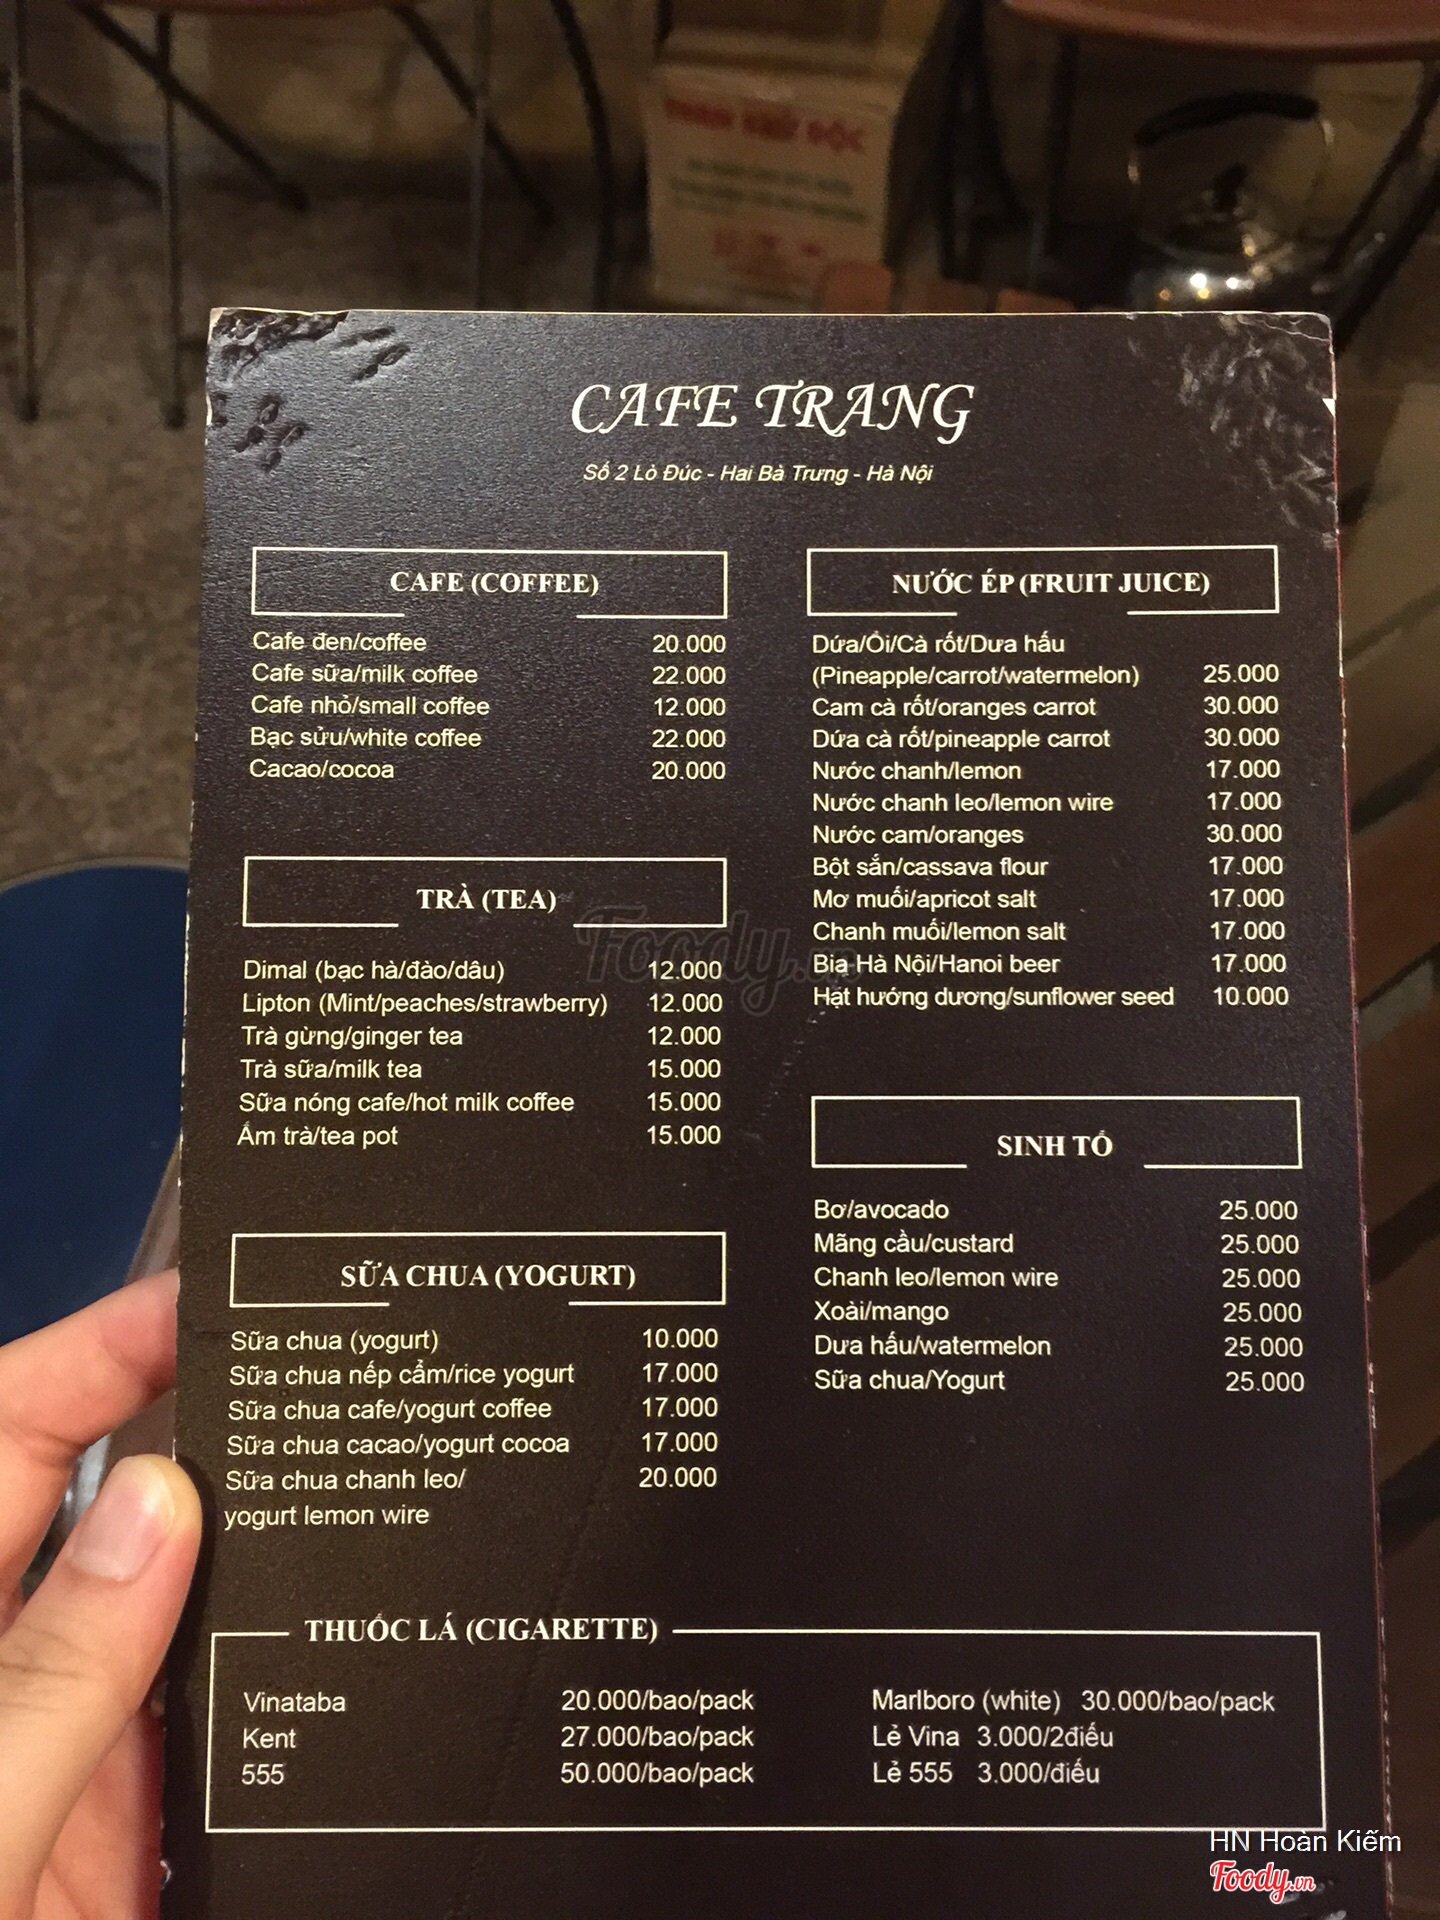 CAFE TRANG
Số 2 Lò Đúc - Hai Bà Trưng - Hà Nội
CAFE (COFFEE)
Cafe đen/coffee 20.000
Cafe sữa/milk coffee 22.000
Cafe nhỏ/small coffee 12.000
Bạc sửu/white coffee 22.000
Cacao/cocoa 20.000
TRÀ (TEA)
Dimal (bạc hà/đào/dâu) 12.000
Lipton (Mint/peaches/strawberry) 12.000
Trà gừng/ginger tea 12.000
Trà sữa/milk tea 15.000
Sữa nóng cafe/hot milk coffee 15.000
Ấm trà/tea pot 15.000
SỮA CHUA (YOGURT)
Sữa chua (yogurt) 10.000
Sữa chua nếp cẩm/rice yogurt 17.000
Sữa chua cafe/yogurt coffee 17.000
Sữa chua cacao/yogurt cocoa 17.000
Sữa chua chanh leo/ 20.000
yogurt lemon wire
NƯỚC ÉP (FRUIT JUICE)
Dứa/Ổi/Cà rốt/Dưa hấu
(Pineapple/carrot/watermelon) 25.000
Cam cà rốt/oranges carrot 30.000
Dứa cà rốt/pineapple carrot 30.000
Nước chanh/lemon 17.000
Nước chanh leo/lemon wire 17.000
Nước cam/oranges 30.000
Bột sắn/cassava flour 17.000
Mơ muối/apricot salt 17.000
Chanh muối/lemon salt 17.000
Bia Hà Nội/Hanoi beer 17.000
Hạt hướng dương/sunflower seed 10.000
SINH TỐ
Bơ/avocado 25.000
Mãng cầu/custard 25.000
Chanh leo/lemon wire 25.000
Xoài/mango 25.000
Dưa hấu/watermelon 25.000
Sữa chua/Yogurt 25.000
THUỐC LÁ (CIGARETTE)
Vinataba 20.000/bao/pack
Kent 27.000/bao/pack
555 50.000/bao/pack
Marlboro (white) 30.000/bao/pack
Lẻ Vina 3.000/2điếu
Lẻ 555 3.000/điếu
Foody.vn
HN Hoàn Kiếm
Foody.vn